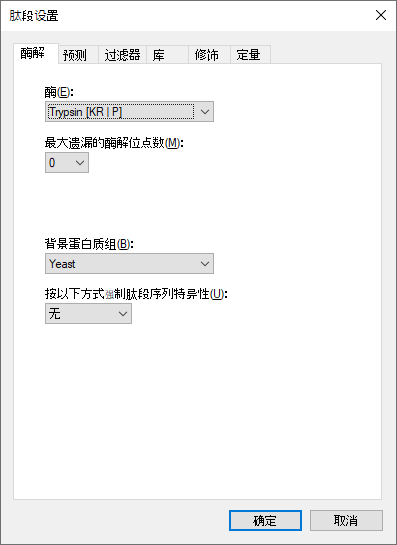 肽段设置
酶解 预测 过滤器 库 修饰 定量
酶(E):
Trypsin [KR | P]
最大遗漏的酶解位点数(M):
0
背景蛋白质组(B):
Yeast
按以下方式强制肽段序列特异性(U):
无
确定 取消